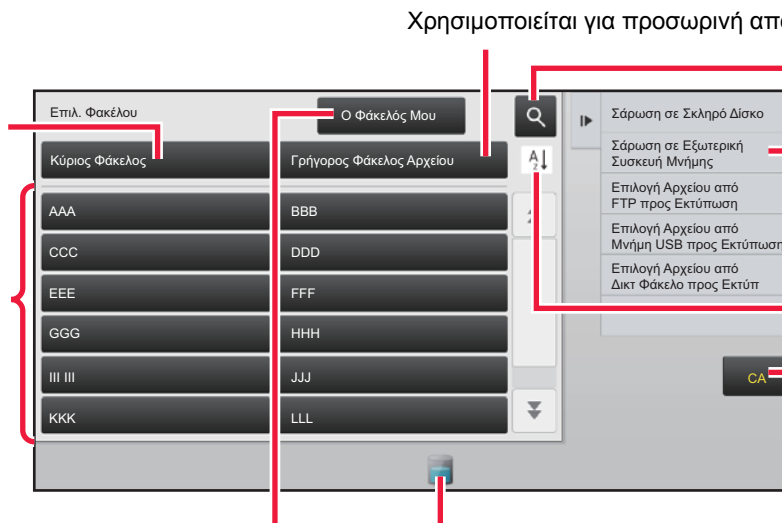 Χρησιμοποιείται για προσωρινή
Επιλ. Φακέλου
Ο Φάκελός Μου
Κύριος Φάκελος
Γρήγορος Φάκελος Αρχείου
A
Z
AAA
BBB
CCC
DDD
EEE
FFF
GGG
HHH
III III
JJJ
KKK
LLL
Σάρωση σε Σκληρό Δίσκο
Σάρωση σε Εξωτερική
Συσκευή Μνήμης
Επιλογή Αρχείου από
FTP προς Εκτύπωση
Επιλογή Αρχείου από
Μνήμη USB προς Εκτύπωση
Επιλογή Αρχείου από
Δικτ Φάκελο προς Εκτύπ
CA